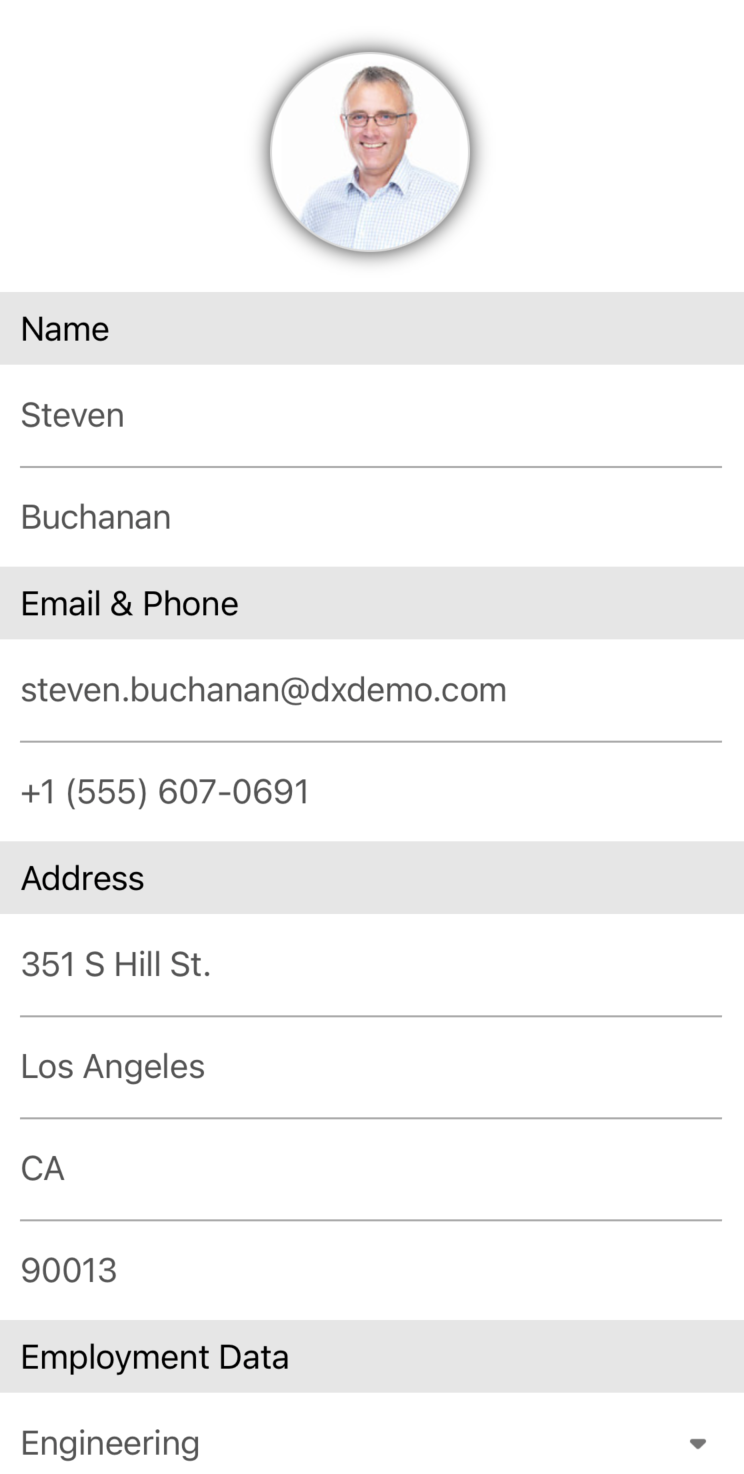 Name
Steven
Buchanan
Email & Phone
steven.buchanan@dxdemo.com
+1 (555) 607-0691
Address
351 S Hill St.
Los Angeles
CA
90013
Employment Data
Engineering